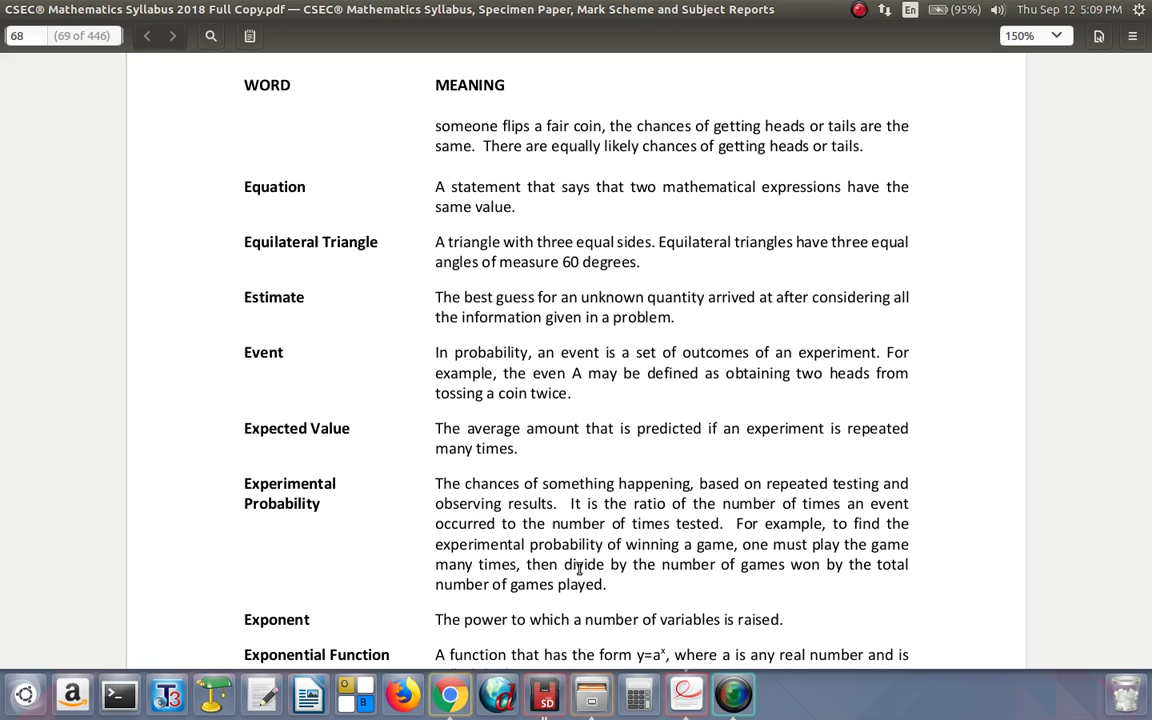 CSEC® Mathematics Syllabus 2018 Full Copy.pdf — CSEC® Mathematics Syllabus, Specimen Paper, Mark Scheme and Subject Reports
En (95%) Thu Sep 12 5:09 PM
68 (69 of 446) 150%
WORD MEANING
someone flips a fair coin, the chances of getting heads or tails are the
same. There are equally likely chances of getting heads or tails.
Equation A statement that says that two mathematical expressions have the
same value.
Equilateral Triangle A triangle with three equal sides. Equilateral triangles have three equal
angles of measure 60 degrees.
Estimate The best guess for an unknown quantity arrived at after considering all
the information given in a problem.
Event In probability, an event is a set of outcomes of an experiment. For
example, the even A may be defined as obtaining two heads from
tossing a coin twice.
Expected Value The average amount that is predicted if an experiment is repeated
many times.
Experimental The chances of something happening, based on repeated testing and
Probability observing results. It is the ratio of the number of times an event
occurred to the number of times tested. For example, to find the
experimental probability of winning a game, one must play the game
many times, then divide by the number of games won by the total
number of games played.
Exponent The power to which a number of variables is raised.
Exponential Function A function that has the form y=aˣ, where a is any real number and is